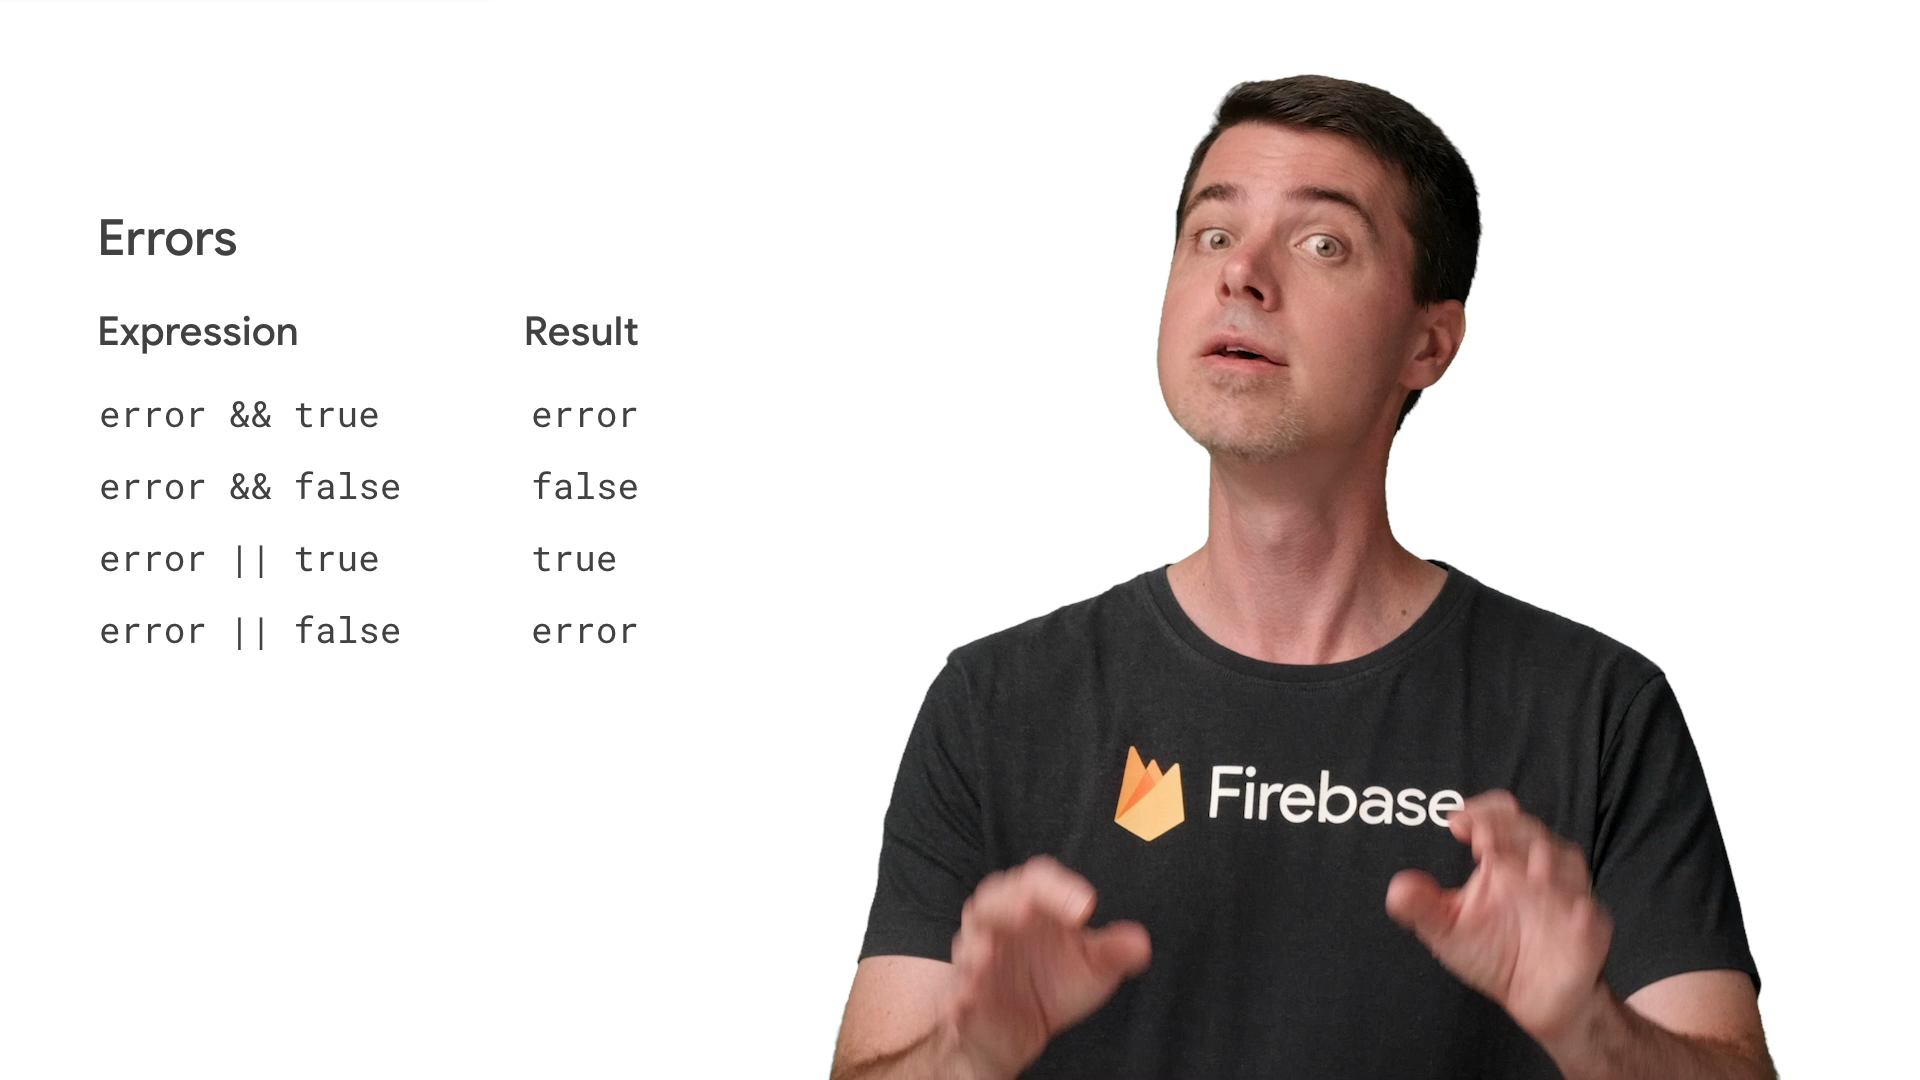 Errors
Expression Result
error && true error
error && false false
error || true true
error || false error
Firebase